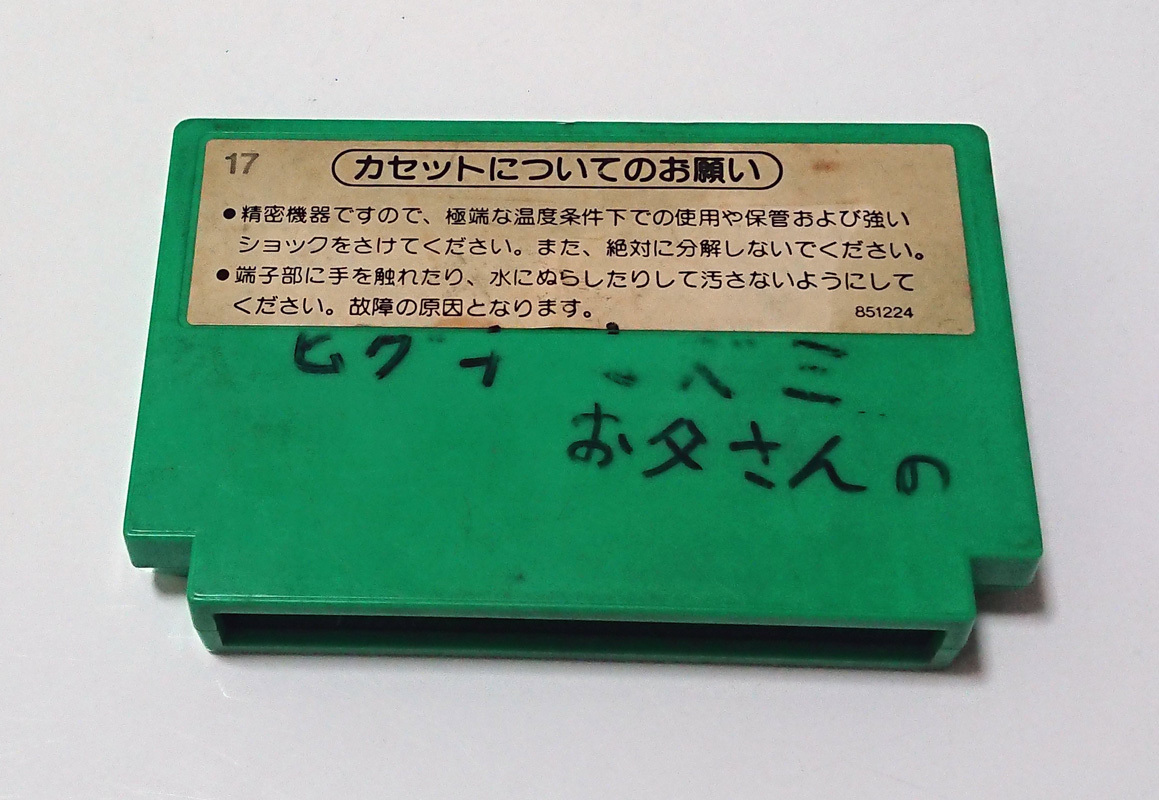 17
カセットについてのお願い
●精密機器ですので、極端な温度条件下での使用や保管および強い
ショックをさけてください。また、絶対に分解しないでください。
●端子部に手を触れたり、水にぬらしたりして汚さないようにして
ください。故障の原因となります。
851224
お父さんの